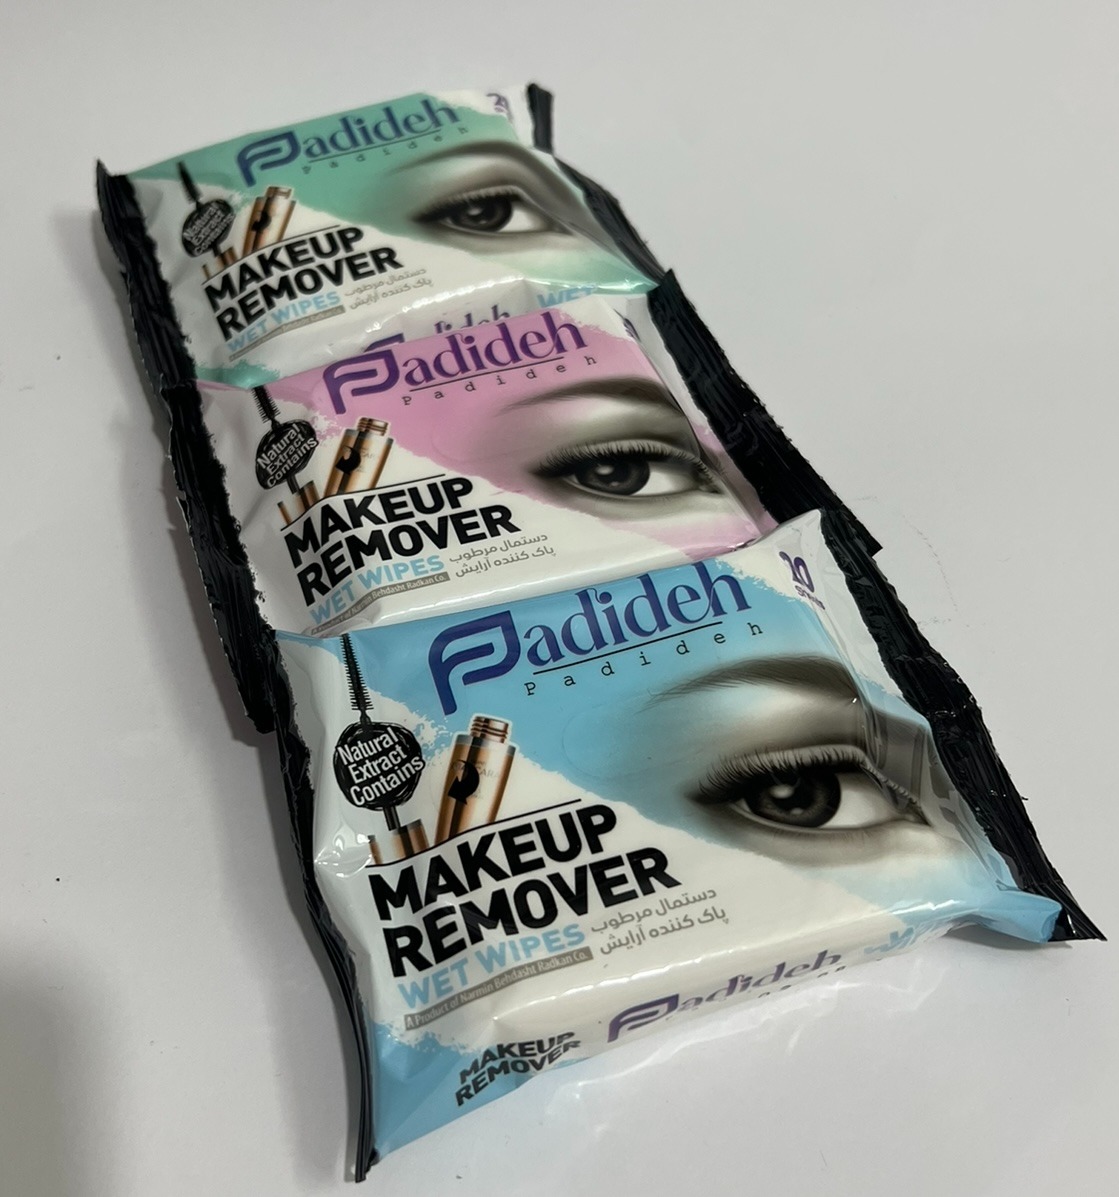 Padideh
Padideh
Natural
Extract
Contains
MAKEUP
REMOVER
WET WIPES
دستمال مرطوب
پاک کننده آرایش
WET
Padideh
Padideh
Natural
Extract
Contains
MAKEUP
REMOVER
WET WIPES
دستمال مرطوب
پاک کننده آرایش
A Product of Narmin Behdasht Radkan Co.
Padideh
Padideh
20
Natural
Extract
Contains
MAKEUP
REMOVER
WET WIPES
دستمال مرطوب
پاک کننده آرایش
A Product of Narmin Behdasht Radkan Co.
Padideh
MAKEUP
REMOVER